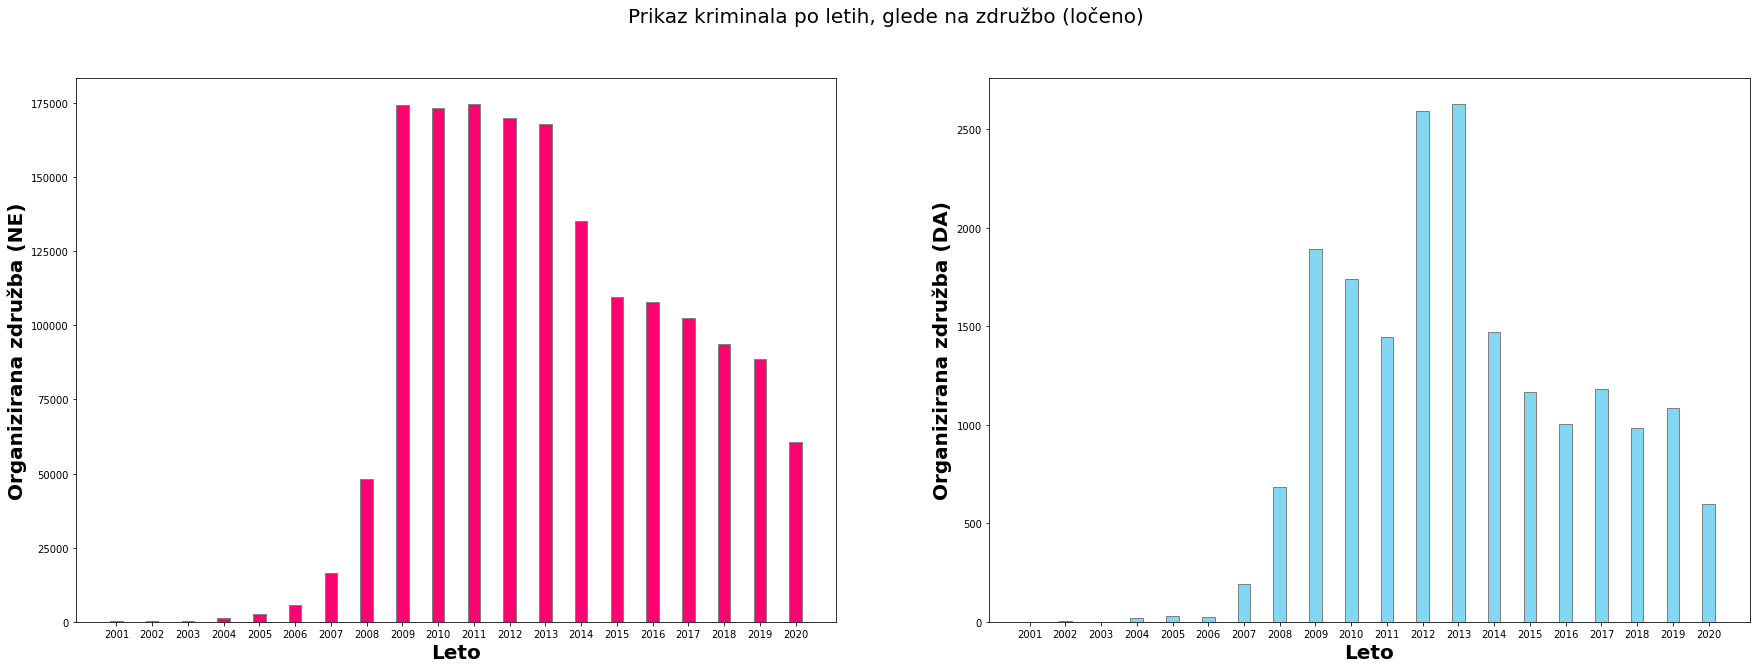 Prikaz kriminala po letih, glede na združbo (ločeno)
Organizirana združba (NE)
175000
150000
125000
100000
75000
50000
25000
0
2001 2002 2003 2004 2005 2006 2007 2008 2009 2010 2011 2012 2013 2014 2015 2016 2017 2018 2019 2020
Leto
Organizirana združba (DA)
2500
2000
1500
1000
500
0
2001 2002 2003 2004 2005 2006 2007 2008 2009 2010 2011 2012 2013 2014 2015 2016 2017 2018 2019 2020
Leto